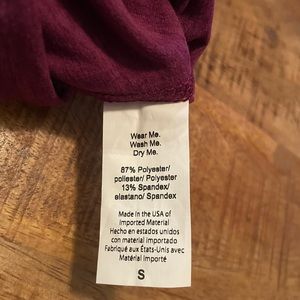 Wear Me.
Wash Me.
Dry Me.
87% Polyester/
poliester/ Polyester
13% Spandex/
elastano/ Spandex
Made in the USA of
Imported Material
Hecho en estados unidos
con material importado
Fabriqué aux États-Unis avec
Matériel Importé
S